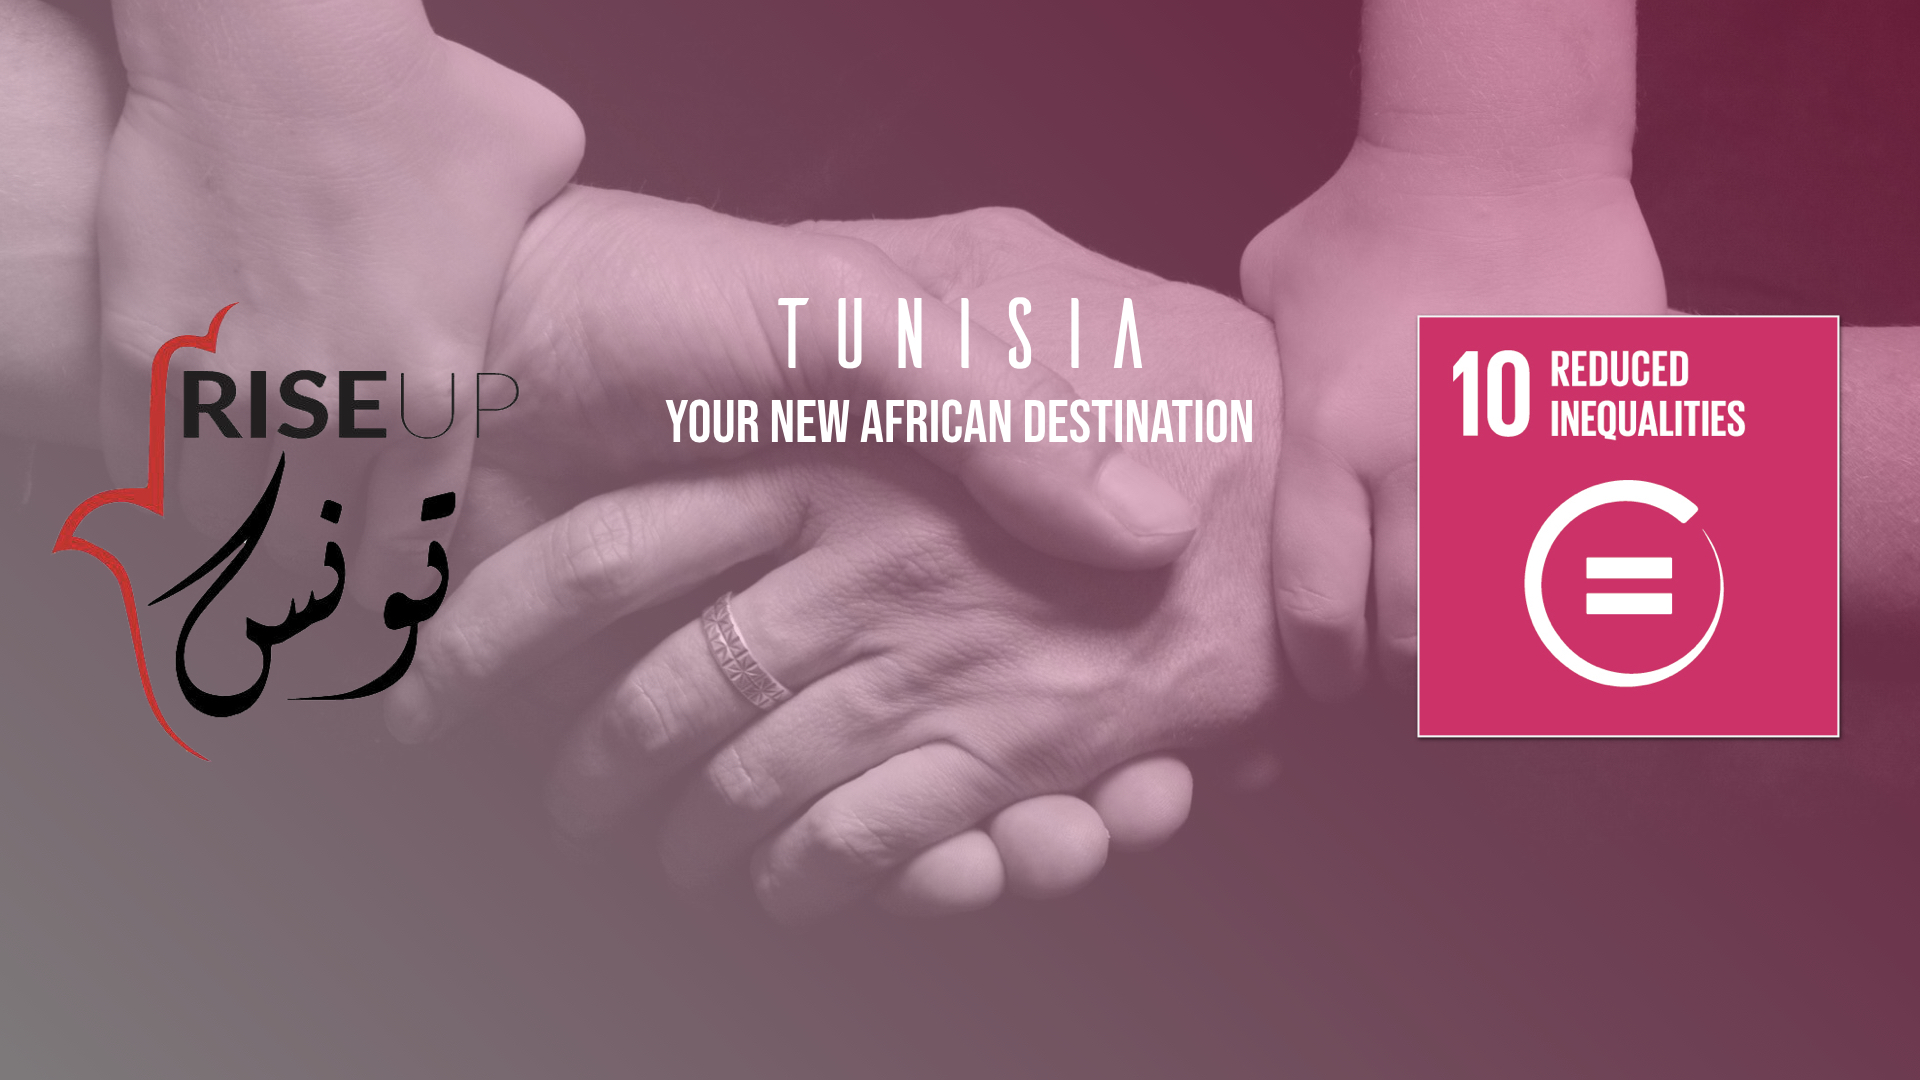 RISEUP
تونس
TUNISIA
YOUR NEW AFRICAN DESTINATION
10 REDUCED
INEQUALITIES